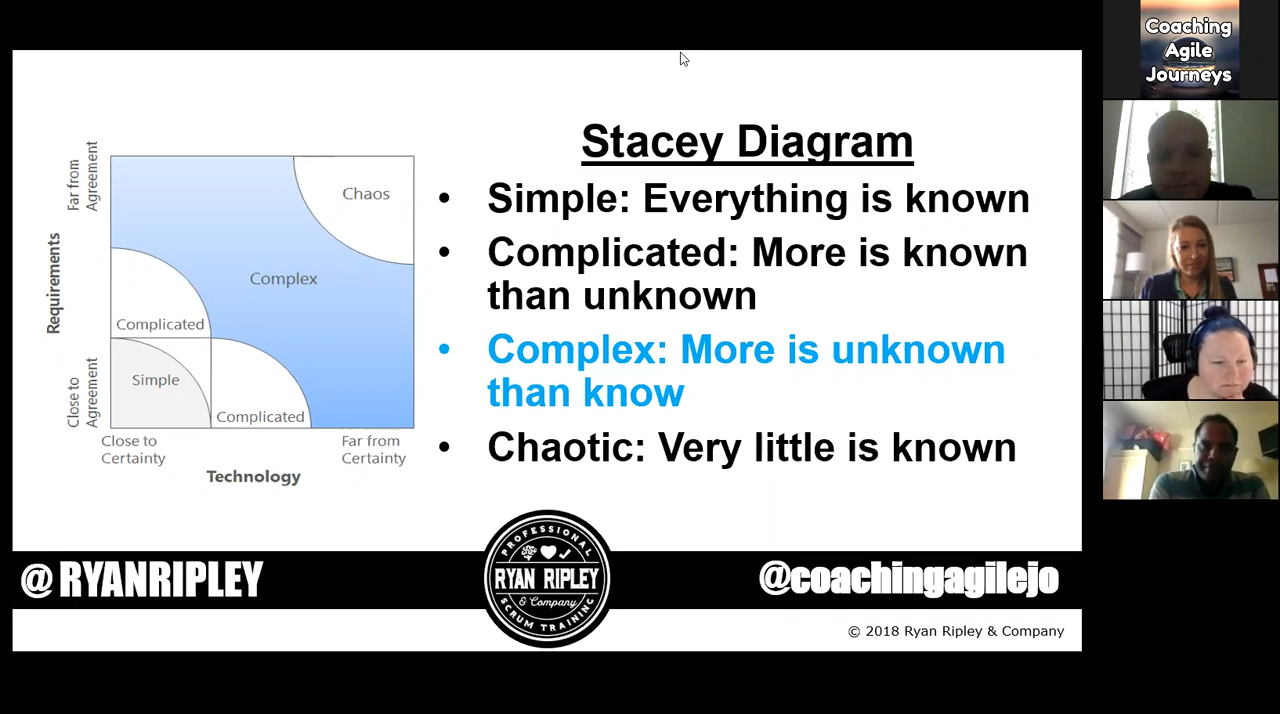 Coaching
Agile
Journeys
Stacey Diagram
• Simple: Everything is known
• Complicated: More is known
than unknown
• Complex: More is unknown
than know
• Chaotic: Very little is known
Requirements
Far from
Agreement
Close to
Agreement
Chaos
Complex
Complicated
Simple
Complicated
Close to
Certainty
Far from
Certainty
Technology
@RYANRIPLEY
PROFESSIONAL
RYAN RIPLEY
& Company
SCRUM TRAINING
@coachingagilejo
© 2018 Ryan Ripley & Company